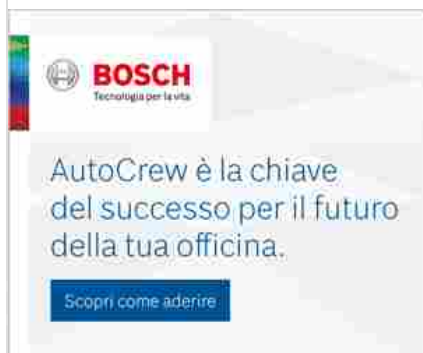 BOSCH
Tecnologia per la vita
AutoCrew è la chiave
del successo per il futuro
della tua officina.
Scopri come aderire